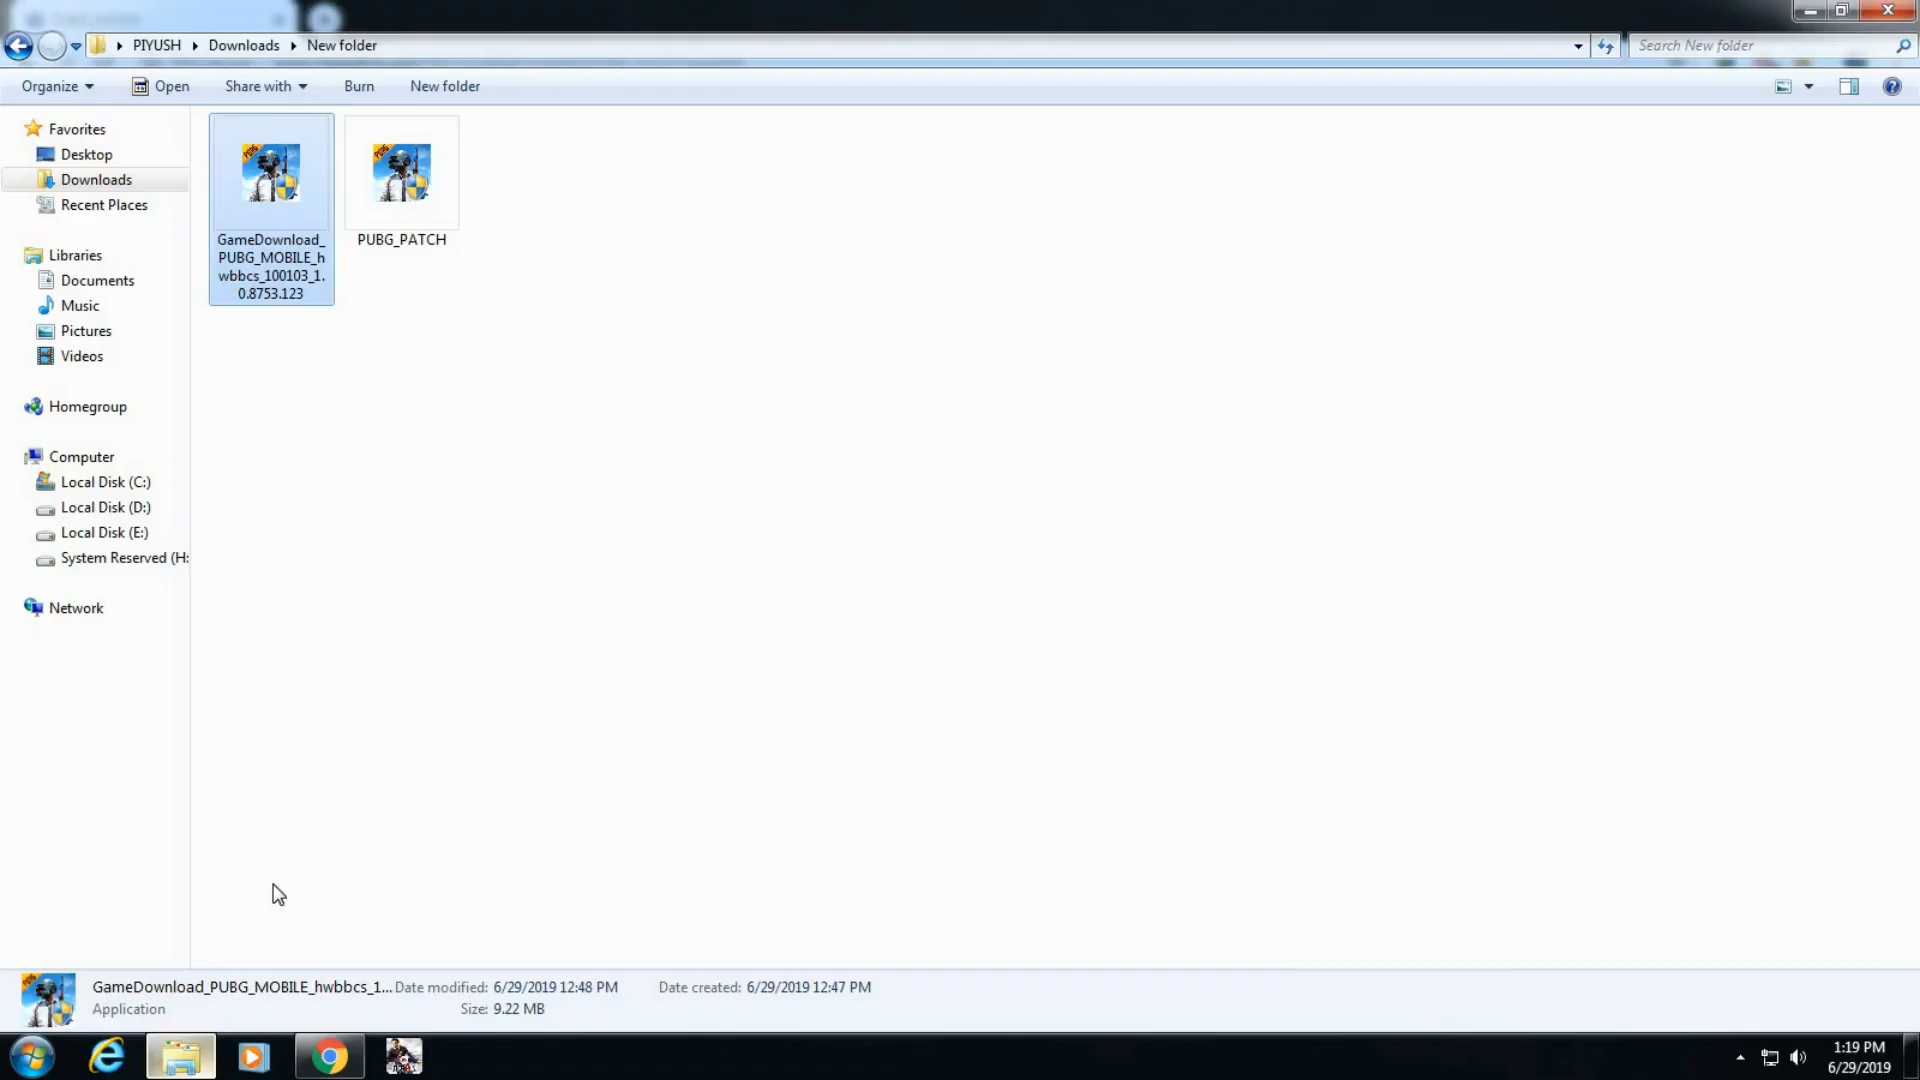 PIYUSH Downloads New folder
Search New folder
Organize Open Share with Burn New folder
Favorites
Desktop
Downloads
Recent Places
Libraries
Documents
Music
Pictures
Videos
Homegroup
Computer
Local Disk (C:)
Local Disk (D:)
Local Disk (E:)
System Reserved (H:
Network
GameDownload_
PUBG_MOBILE_h
wbbcs_100103_1.
0.8753.123
PUBG_PATCH
GameDownload_PUBG_MOBILE_hwbbcs_1... Date modified: 6/29/2019 12:48 PM Date created: 6/29/2019 12:47 PM
Application Size: 9.22 MB
1:19 PM
6/29/2019